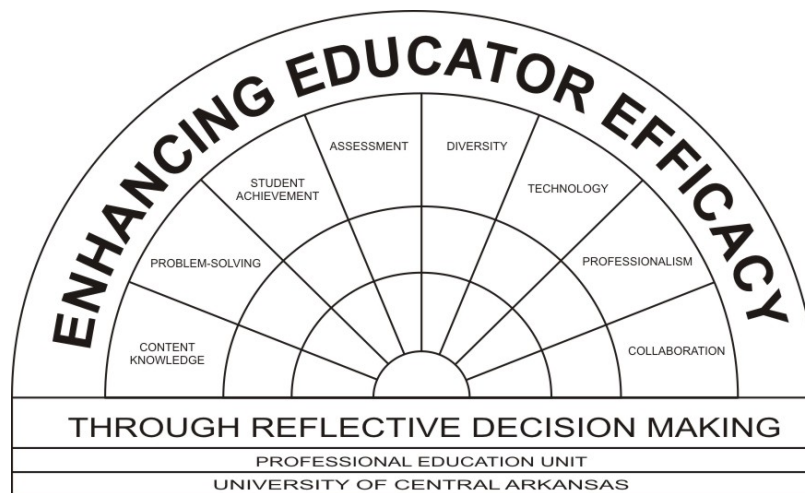 ENHANCING EDUCATOR EFFICACY
CONTENT
KNOWLEDGE
PROBLEM-SOLVING
STUDENT
ACHIEVEMENT
ASSESSMENT
DIVERSITY
TECHNOLOGY
PROFESSIONALISM
COLLABORATION
THROUGH REFLECTIVE DECISION MAKING
PROFESSIONAL EDUCATION UNIT
UNIVERSITY OF CENTRAL ARKANSAS